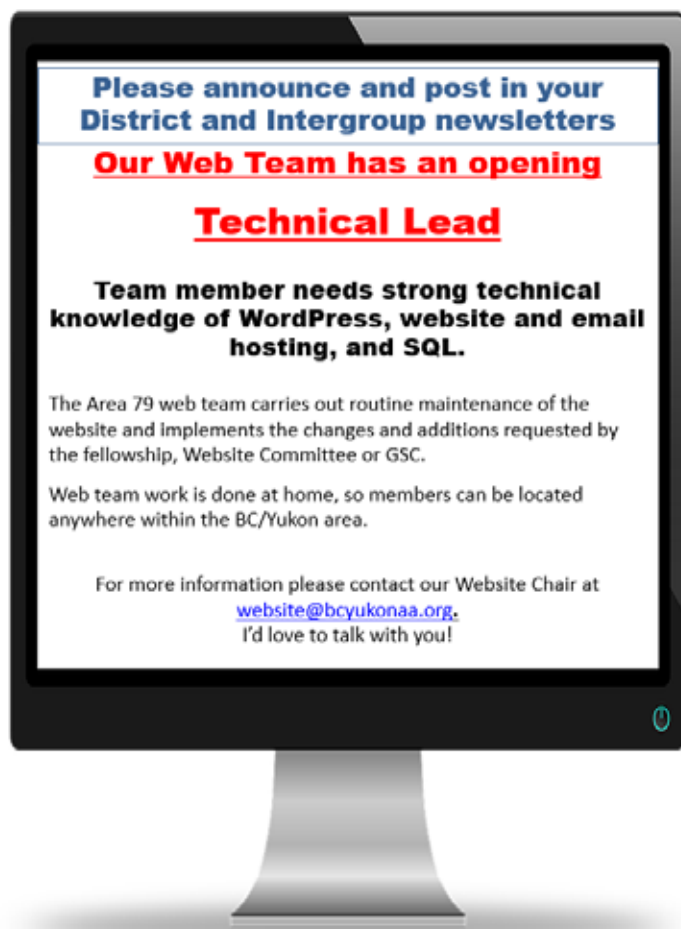 Please announce and post in your
District and Intergroup newsletters
Our Web Team has an opening
Technical Lead
Team member needs strong technical
knowledge of WordPress, website and email
hosting, and SQL.
The Area 79 web team carries out routine maintenance of the
website and implements the changes and additions requested by
the fellowship, Website Committee or GSC.
Web team work is done at home, so members can be located
anywhere within the BC/Yukon area.
For more information please contact our Website Chair at
website@bcyukonaa.org.
I'd love to talk with you!